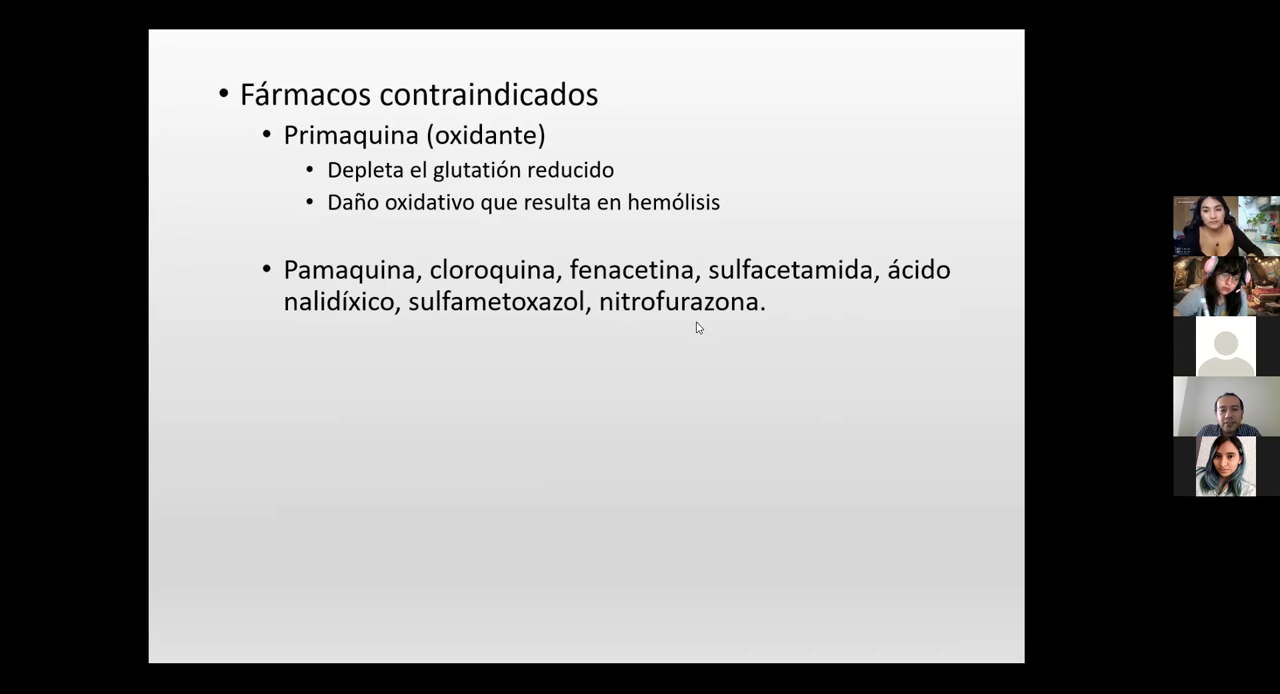 • Fármacos contraindicados
• Primaquina (oxidante)
• Depleta el glutatión reducido
• Daño oxidativo que resulta en hemólisis
• Pamaquina, cloroquina, fenacetina, sulfacetamida, ácido
nalidíxico, sulfametoxazol, nitrofurazona.